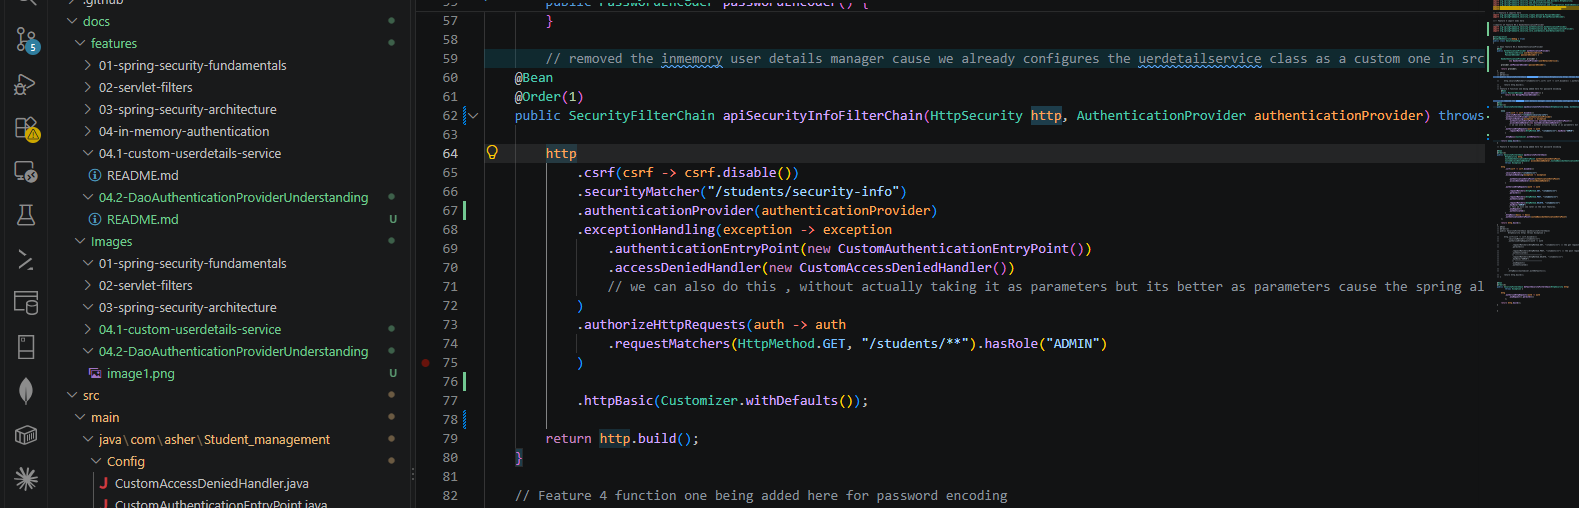 .github
docs
features
01-spring-security-fundamentals
02-servlet-filters
03-spring-security-architecture
04-in-memory-authentication
04.1-custom-userdetails-service
README.md
04.2-DaoAuthenticationProviderUnderstanding
README.md U
Images
01-spring-security-fundamentals
02-servlet-filters
03-spring-security-architecture
04.1-custom-userdetails-service
04.2-DaoAuthenticationProviderUnderstanding
image1.png U
src
main
java\com\asher\Student_management
Config
CustomAccessDeniedHandler.java
CustomAuthenticationEntryPoint.java
5
public PasswordEncoder passwordEncoder() {
57 }
58
59 // removed the inmemory user details manager cause we already configures the uerdetailservice class as a custom one in src
60 @Bean
61 @Order(1)
62 public SecurityFilterChain apiSecurityInfoFilterChain(HttpSecurity http, AuthenticationProvider authenticationProvider) throws
63
64 http
65 .csrf(csrf -> csrf.disable())
66 .securityMatcher("/students/security-info")
67 .authenticationProvider(authenticationProvider)
68 .exceptionHandling(exception -> exception
69 .authenticationEntryPoint(new CustomAuthenticationEntryPoint())
70 .accessDeniedHandler(new CustomAccessDeniedHandler())
71 // we can also do this , without actually taking it as parameters but its better as parameters cause the spring al
72 )
73 .authorizeHttpRequests(auth -> auth
74 .requestMatchers(HttpMethod.GET, "/students/**").hasRole("ADMIN")
75 )
76
77 .httpBasic(Customizer.withDefaults());
78
79 return http.build();
80 }
81
82 // Feature 4 function one being added here for password encoding